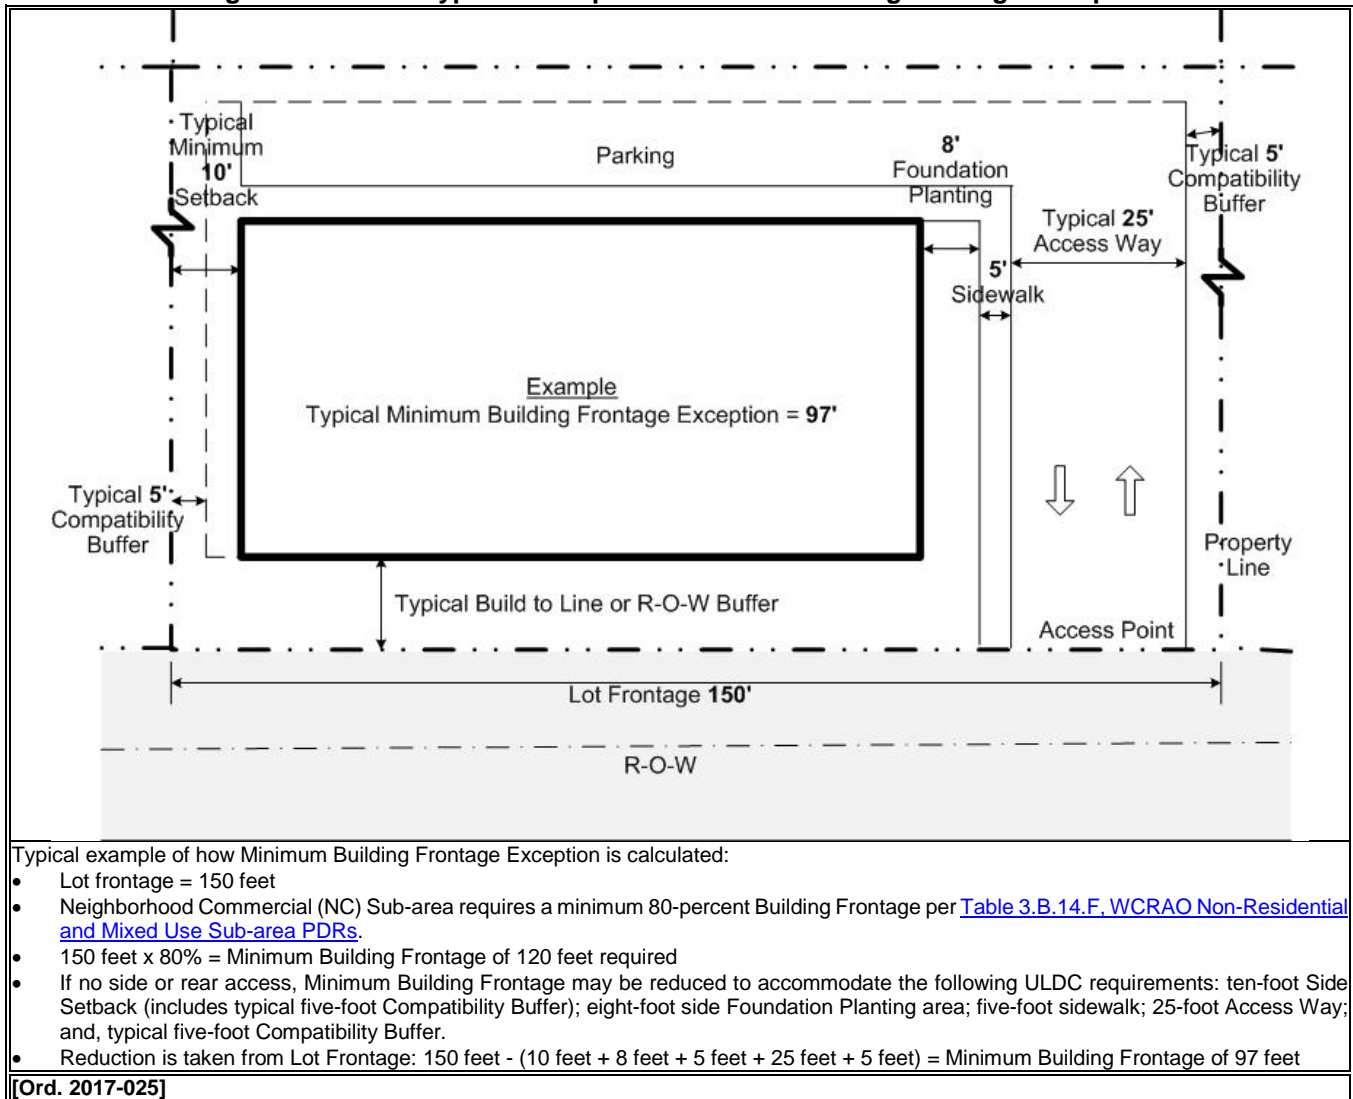 Typical
Minimum
10'
Setback
Parking
8'
Foundation
Planting
Typical 5'
Compatibility
Buffer
Typical 25'
Access Way
5'
Sidewalk
Example
Typical Minimum Building Frontage Exception = 97'
Typical 5'
Compatibility
Buffer
Property
Line
Typical Build to Line or R-O-W Buffer
Access Point
Lot Frontage 150'
R-O-W
Typical example of how Minimum Building Frontage Exception is calculated:
• Lot frontage = 150 feet
• Neighborhood Commercial (NC) Sub-area requires a minimum 80-percent Building Frontage per Table 3.B.14.F, WCRAO Non-Residential
and Mixed Use Sub-area PDRs.
• 150 feet x 80% = Minimum Building Frontage of 120 feet required
• If no side or rear access, Minimum Building Frontage may be reduced to accommodate the following ULDC requirements: ten-foot Side
Setback (includes typical five-foot Compatibility Buffer); eight-foot side Foundation Planting area; five-foot sidewalk; 25-foot Access Way;
and, typical five-foot Compatibility Buffer.
• Reduction is taken from Lot Frontage: 150 feet - (10 feet + 8 feet + 5 feet + 25 feet + 5 feet) = Minimum Building Frontage of 97 feet
[Ord. 2017-025]